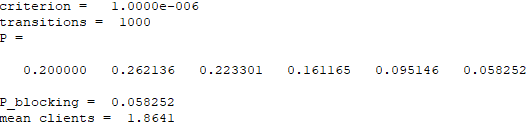 criterion = 1.0000e-006
transitions = 1000
P =
0.200000 0.262136 0.223301 0.161165 0.095146 0.058252
P_blocking = 0.058252
mean clients = 1.8641